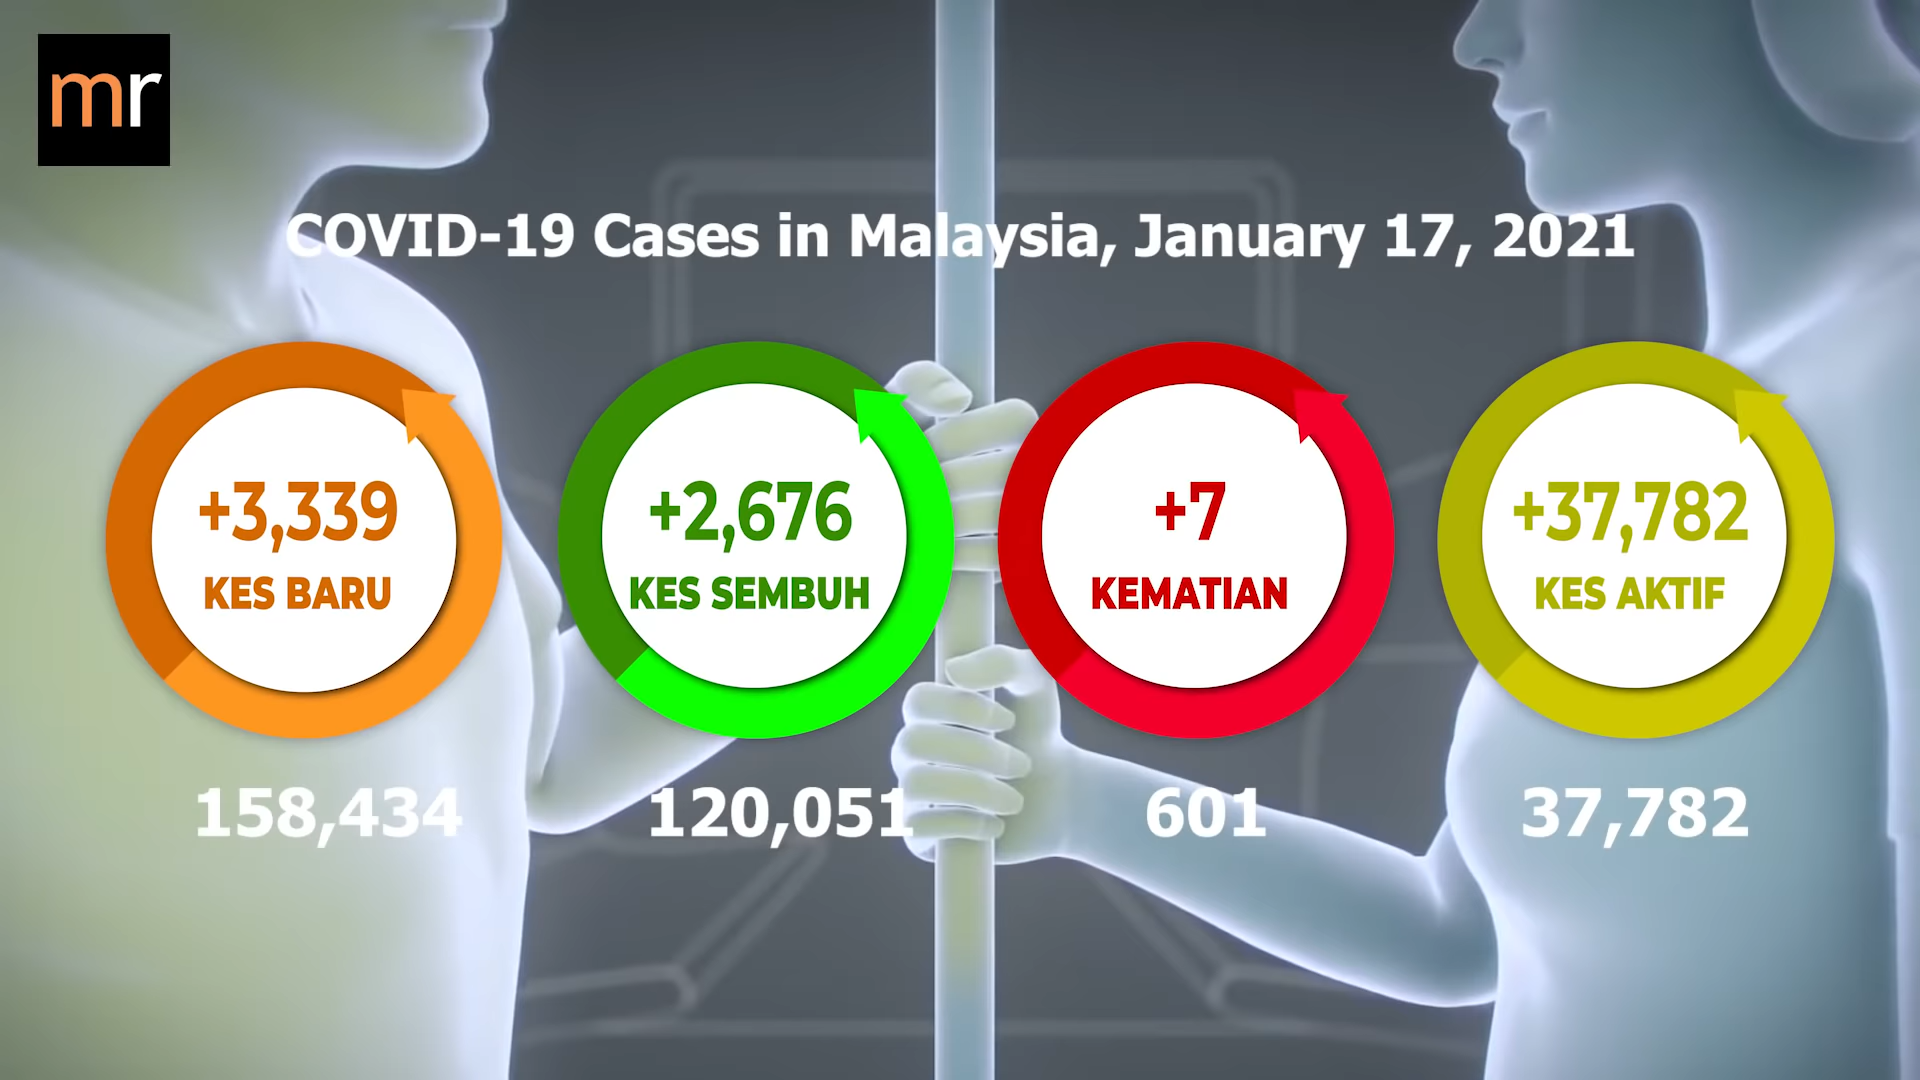 mr
COVID-19 Cases in Malaysia, January 17, 2021
+3,339
KES BARU
158,434
+2,676
KES SEMBUH
120,051
+7
KEMATIAN
601
+37,782
KES AKTIF
37,782